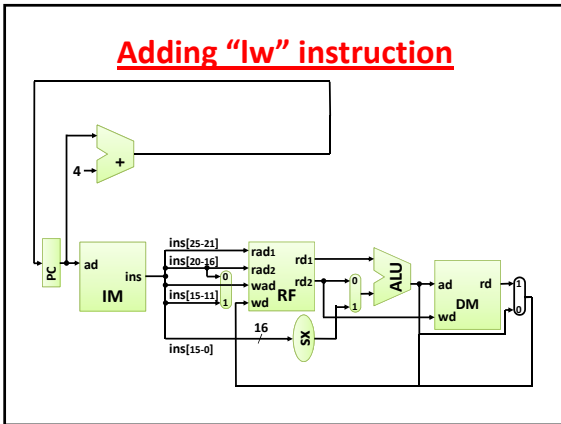 Adding “lw” instruction
4
+
PC
ad
ins
IM
ins[25-21]
ins[20-16]
ins[15-11]
ins[15-0]
16
0
1
rad1
rad2
wad
wd
rd1
rd2
RF
sx
0
1
ALU
ad
rd
wd
DM
1
0